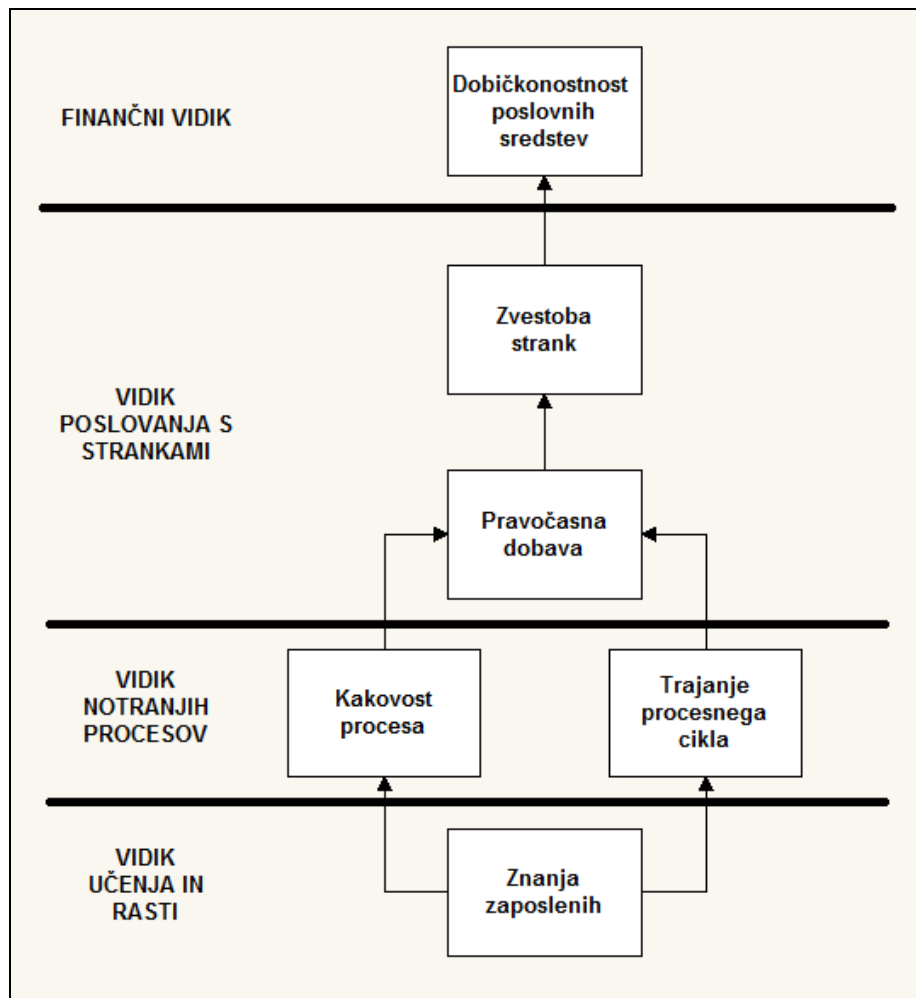 FINANČNI VIDIK
Dobičkonostnost
poslovnih
sredstev
VIDIK
POSLOVANJA S
STRANKAMI
Zvestoba
strank
Pravočasna
dobava
VIDIK
NOTRANJIH
PROCESOV
Kakovost
procesa
Trajanje
procesnega
cikla
VIDIK
UČENJA IN
RASTI
Znanja
zaposlenih